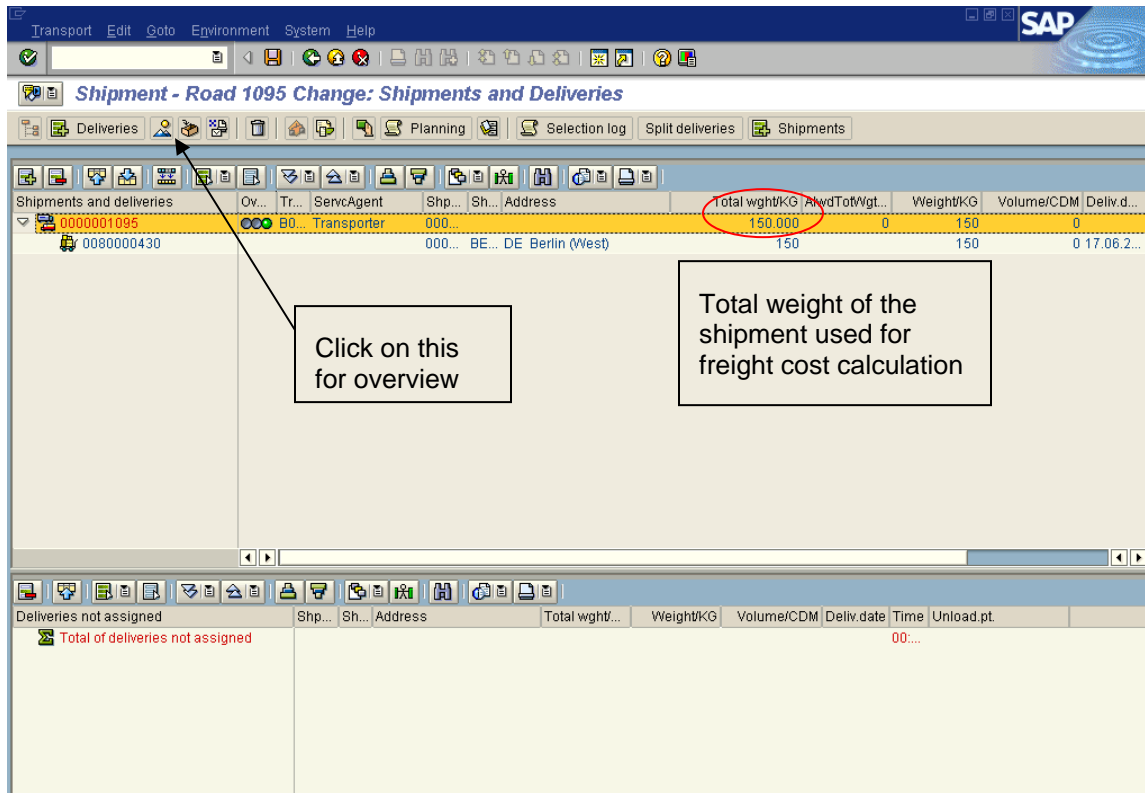 Transport Edit Goto Environment System Help
SAP
Shipment - Road 1095 Change: Shipments and Deliveries
Deliveries Planning Selection log Split deliveries Shipments
Shipments and deliveries Ov... Tr... ServcAgent Shp... Sh... Address Total wght/KG AlwdTotWgt... Weight/KG Volume/CDM Deliv.d...
0000001095 B0... Transporter 000... 150.000 0 150 0
0080000430 000... BE... DE Berlin (West) 150 150 0 17.06.2...
Click on this
for overview
Total weight of the
shipment used for
freight cost calculation
Deliveries not assigned Shp... Sh... Address Total wght/... Weight/KG Volume/CDM Deliv.date Time Unload.pt.
Total of deliveries not assigned 00:...